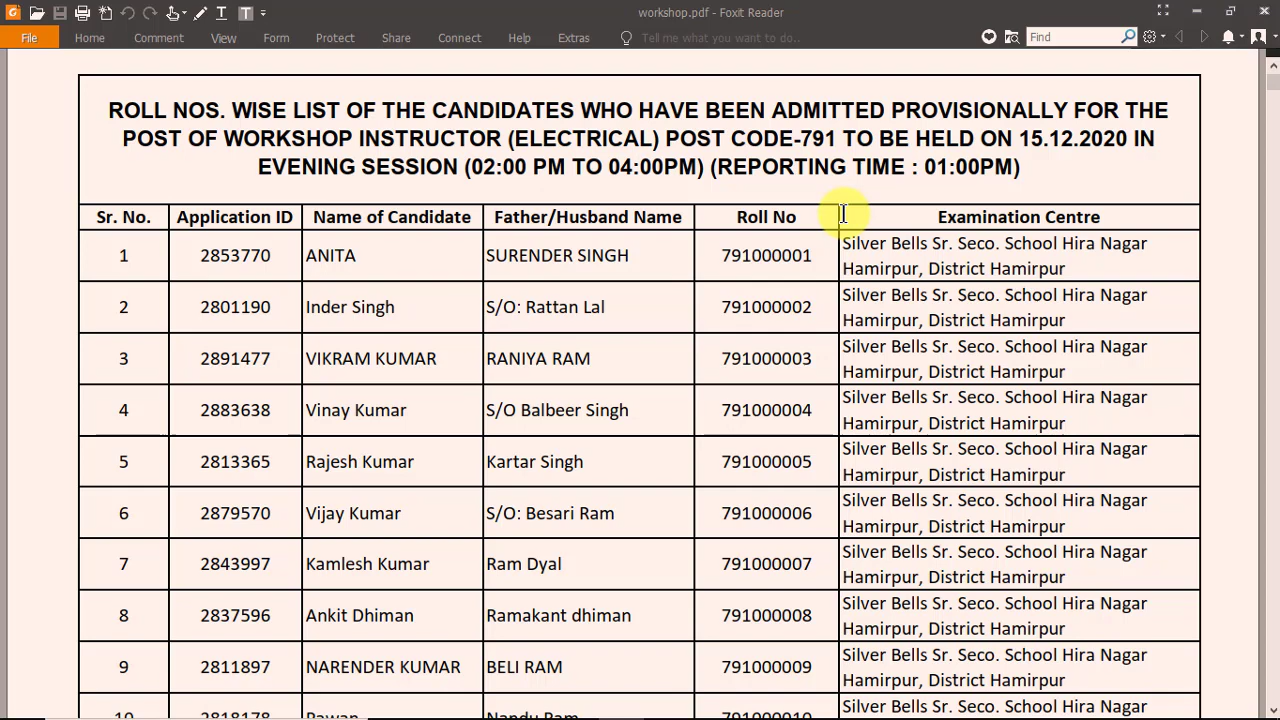 workshop.pdf - Foxit Reader
File Home Comment View Form Protect Share Connect Help Extras Tell me what you want to do.. Find
ROLL NOS. WISE LIST OF THE CANDIDATES WHO HAVE BEEN ADMITTED PROVISIONALLY FOR THE
POST OF WORKSHOP INSTRUCTOR (ELECTRICAL) POST CODE-791 TO BE HELD ON 15.12.2020 IN
EVENING SESSION (02:00 PM TO 04:00PM) (REPORTING TIME : 01:00PM)
Sr. No. Application ID Name of Candidate Father/Husband Name Roll No Examination Centre
1 2853770 ANITA SURENDER SINGH 791000001 Silver Bells Sr. Seco. School Hira Nagar
Hamirpur, District Hamirpur
2 2801190 Inder Singh S/O: Rattan Lal 791000002 Silver Bells Sr. Seco. School Hira Nagar
Hamirpur, District Hamirpur
3 2891477 VIKRAM KUMAR RANIYA RAM 791000003 Silver Bells Sr. Seco. School Hira Nagar
Hamirpur, District Hamirpur
4 2883638 Vinay Kumar S/O Balbeer Singh 791000004 Silver Bells Sr. Seco. School Hira Nagar
Hamirpur, District Hamirpur
5 2813365 Rajesh Kumar Kartar Singh 791000005 Silver Bells Sr. Seco. School Hira Nagar
Hamirpur, District Hamirpur
6 2879570 Vijay Kumar S/O: Besari Ram 791000006 Silver Bells Sr. Seco. School Hira Nagar
Hamirpur, District Hamirpur
7 2843997 Kamlesh Kumar Ram Dyal 791000007 Silver Bells Sr. Seco. School Hira Nagar
Hamirpur, District Hamirpur
8 2837596 Ankit Dhiman Ramakant dhiman 791000008 Silver Bells Sr. Seco. School Hira Nagar
Hamirpur, District Hamirpur
9 2811897 NARENDER KUMAR BELI RAM 791000009 Silver Bells Sr. Seco. School Hira Nagar
Hamirpur, District Hamirpur
10 2818178 Pawan Nandu Ram 791000010 Silver Bells Sr. Seco. School Hira Nagar